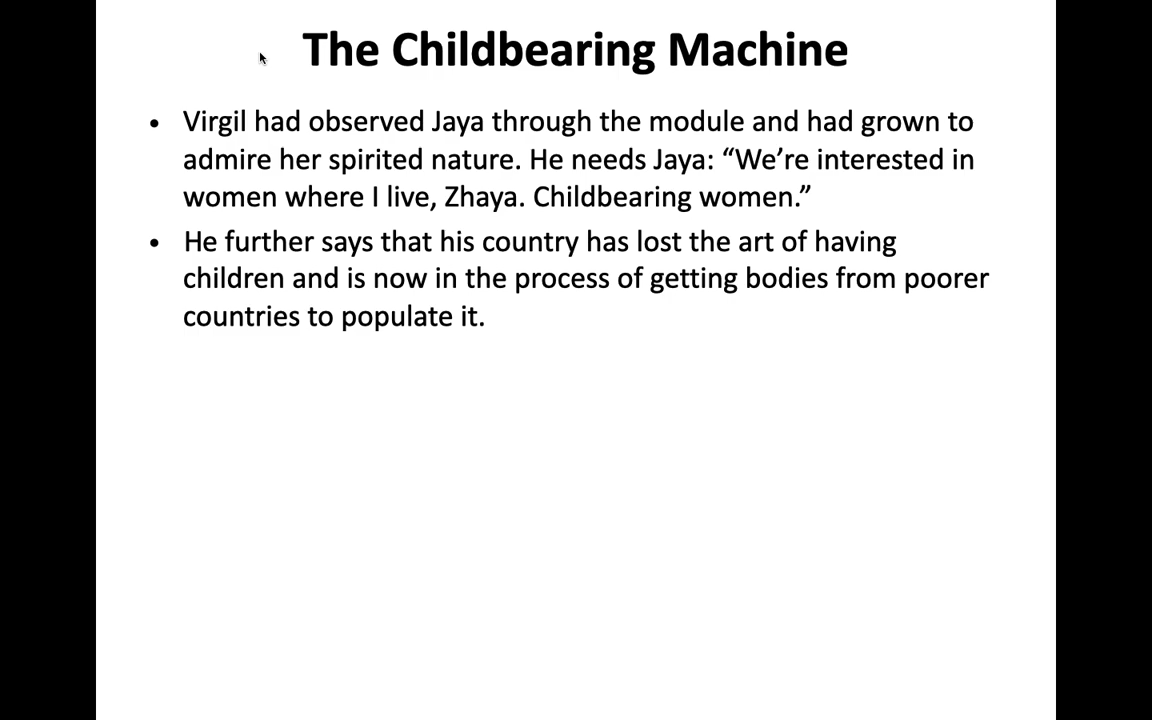 The Childbearing Machine
• Virgil had observed Jaya through the module and had grown to
admire her spirited nature. He needs Jaya: “We’re interested in
women where I live, Zhaya. Childbearing women.”
• He further says that his country has lost the art of having
children and is now in the process of getting bodies from poorer
countries to populate it.